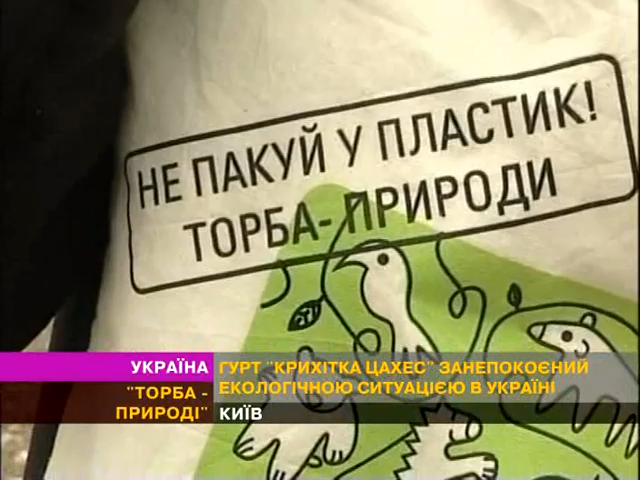 НЕ ПАКУЙ У ПЛАСТИК!
ТОРБА- ПРИРОДИ
УКРАЇНА
"ТОРБА -
ПРИРОДІ"
ГУРТ "КРИХІТКА ЦАХЕС" ЗАНЕПОКОЄНИЙ
ЕКОЛОГІЧНОЮ СИТУАЦІЄЮ В УКРАЇНІ
КИЇВ